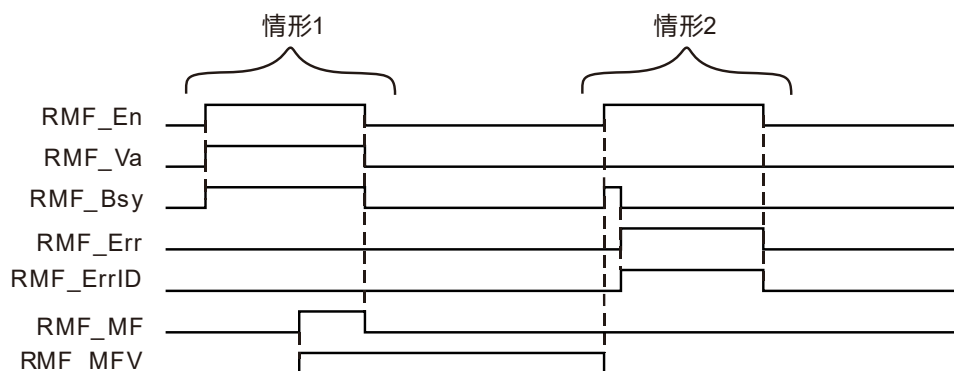 情形1
情形2
RMF_En
RMF_Va
RMF_Bsy
RMF_Err
RMF_ErrID
RMF_MF
RMF_MFV